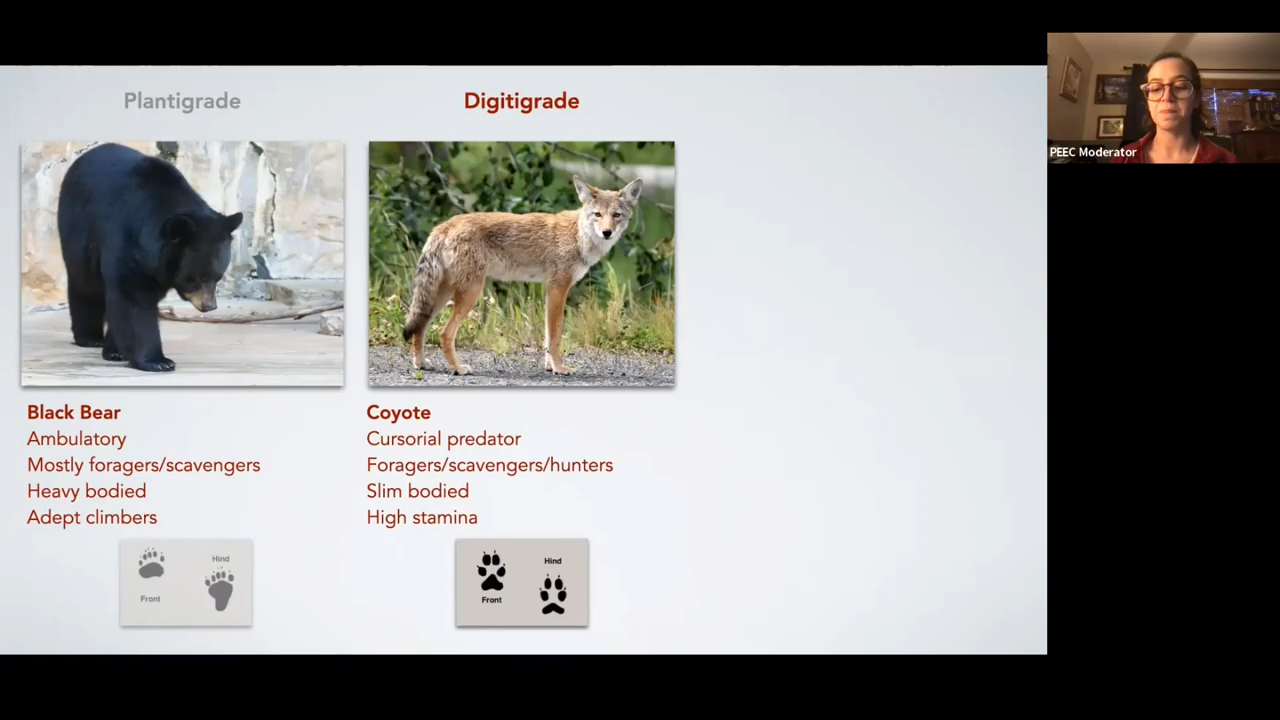 Plantigrade
Digitigrade
PEEC Moderator
Black Bear
Ambulatory
Mostly foragers/scavengers
Heavy bodied
Adept climbers
Coyote
Cursorial predator
Foragers/scavengers/hunters
Slim bodied
High stamina
Hind
Front
Hind
Front